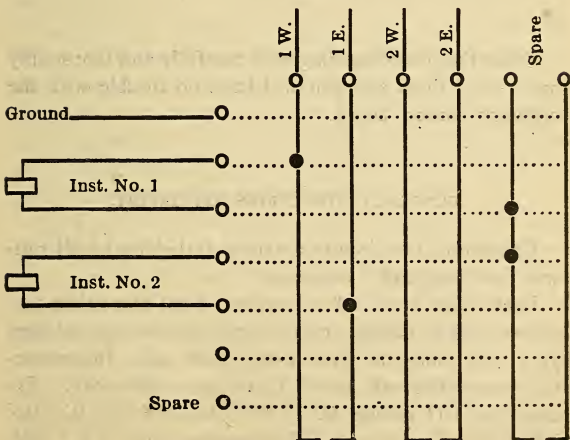 1 W.
1 E.
2 W.
2 E.
Spare
Ground
Inst. No. 1
Inst. No. 2
Spare